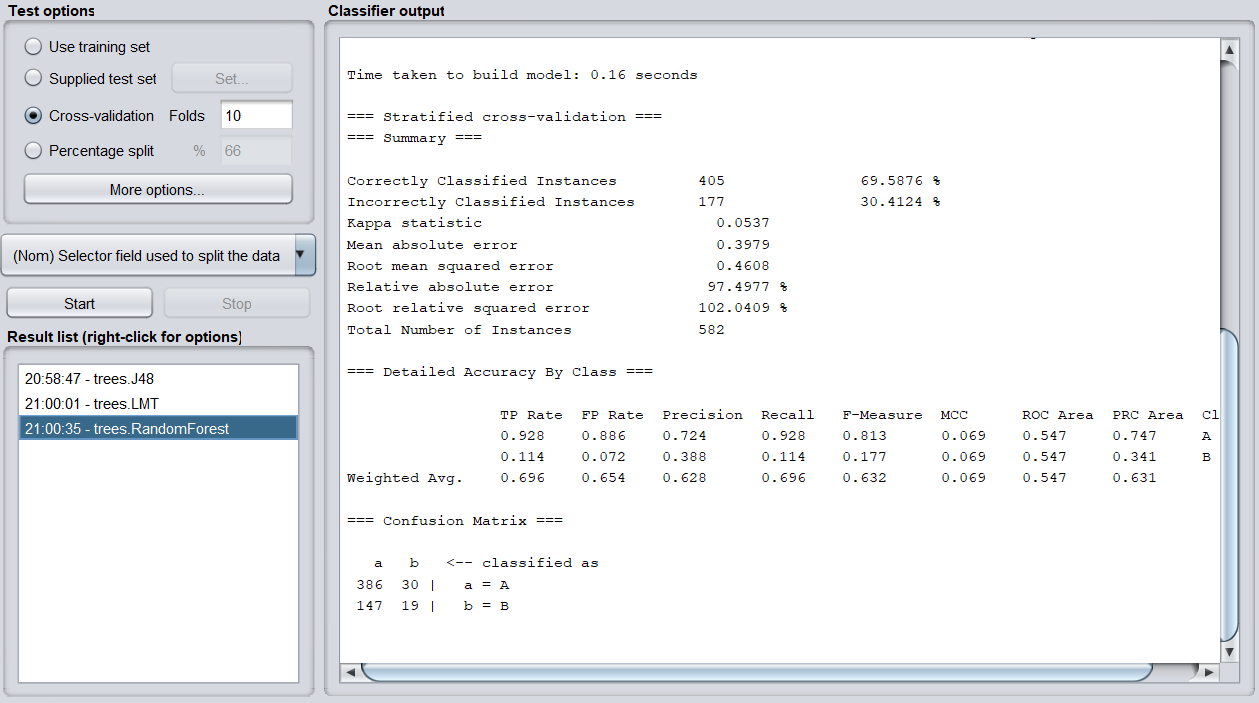 Test options
Use training set
Supplied test set Set...
Cross-validation Folds 10
Percentage split % 66
More options...
(Nom) Selector field used to split the data
Start Stop
Result list (right-click for options)
20:58:47 - trees.J48
21:00:01 - trees.LMT
21:00:35 - trees.RandomForest
Classifier output
Time taken to build model: 0.16 seconds
=== Stratified cross-validation ===
=== Summary ===
Correctly Classified Instances 405 69.5876 %
Incorrectly Classified Instances 177 30.4124 %
Kappa statistic 0.0537
Mean absolute error 0.3979
Root mean squared error 0.4608
Relative absolute error 97.4977 %
Root relative squared error 102.0409 %
Total Number of Instances 582
=== Detailed Accuracy By Class ===
TP Rate FP Rate Precision Recall F-Measure MCC ROC Area PRC Area Cl
0.928 0.886 0.724 0.928 0.813 0.069 0.547 0.747 A
0.114 0.072 0.388 0.114 0.177 0.069 0.547 0.341 B
Weighted Avg. 0.696 0.654 0.628 0.696 0.632 0.069 0.547 0.631
=== Confusion Matrix ===
a b <-- classified as
386 30 | a = A
147 19 | b = B